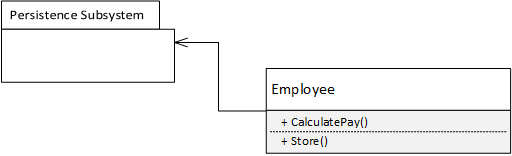 Persistence Subsystem
Employee
+ CalculatePay()
+ Store()